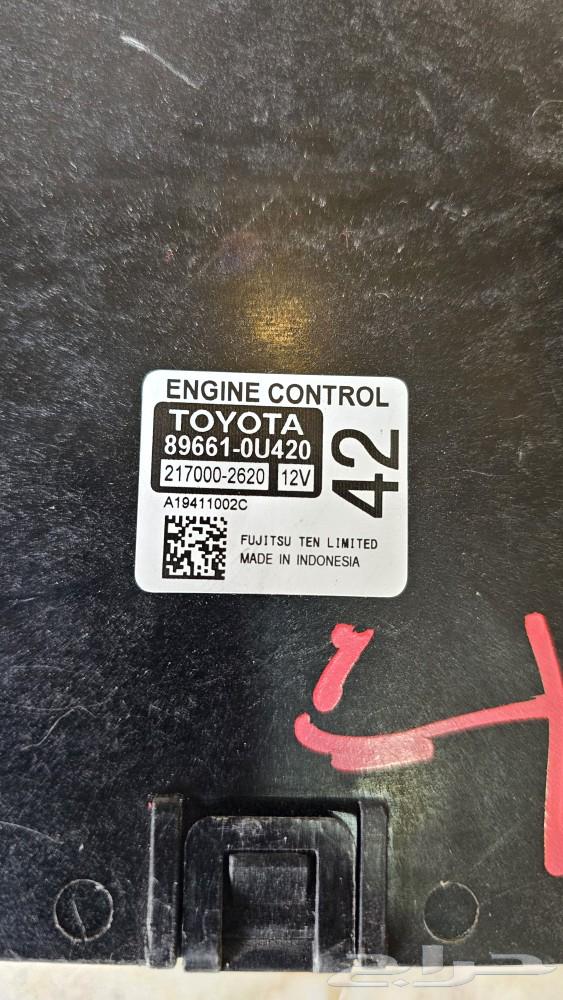 ENGINE CONTROL
TOYOTA
89661-0U420
217000-2620 12V
42
A19411002C
FUJITSU TEN LIMITED
MADE IN INDONESIA
حراج